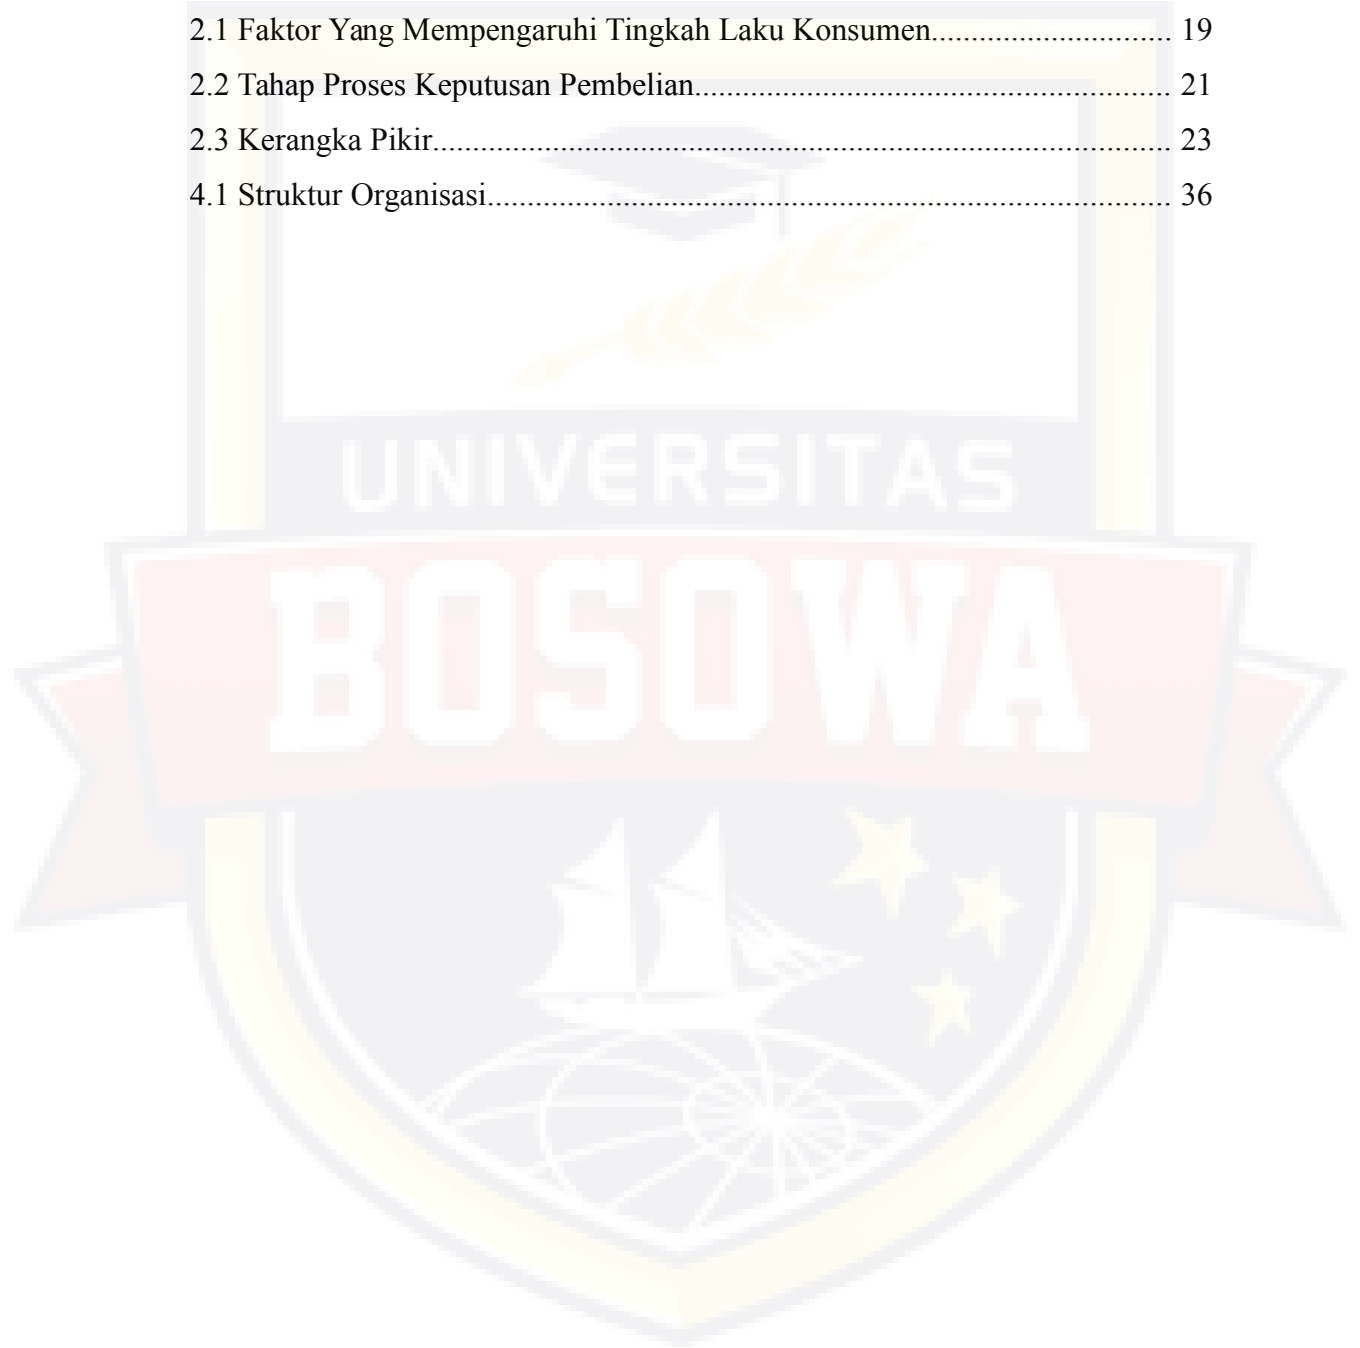 2.1 Faktor Yang Mempengaruhi Tingkah Laku Konsumen.............................. 19
2.2 Tahap Proses Keputusan Pembelian............................................................ 21
2.3 Kerangka Pikir............................................................................................. 23
4.1 Struktur Organisasi...................................................................................... 36
UNIVERSITAS
BOSOWA